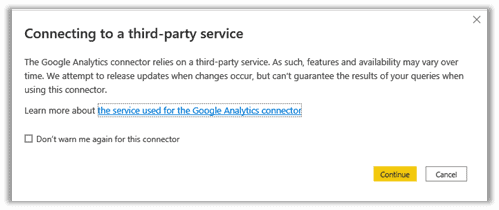 Connecting to a third-party service
The Google Analytics connector relies on a third-party service. As such, features and availability may vary over
time. We attempt to release updates when changes occur, but can't guarantee the results of your queries when
using this connector.
Learn more about the service used for the Google Analytics connector
Don't warn me again for this connector
Continue Cancel